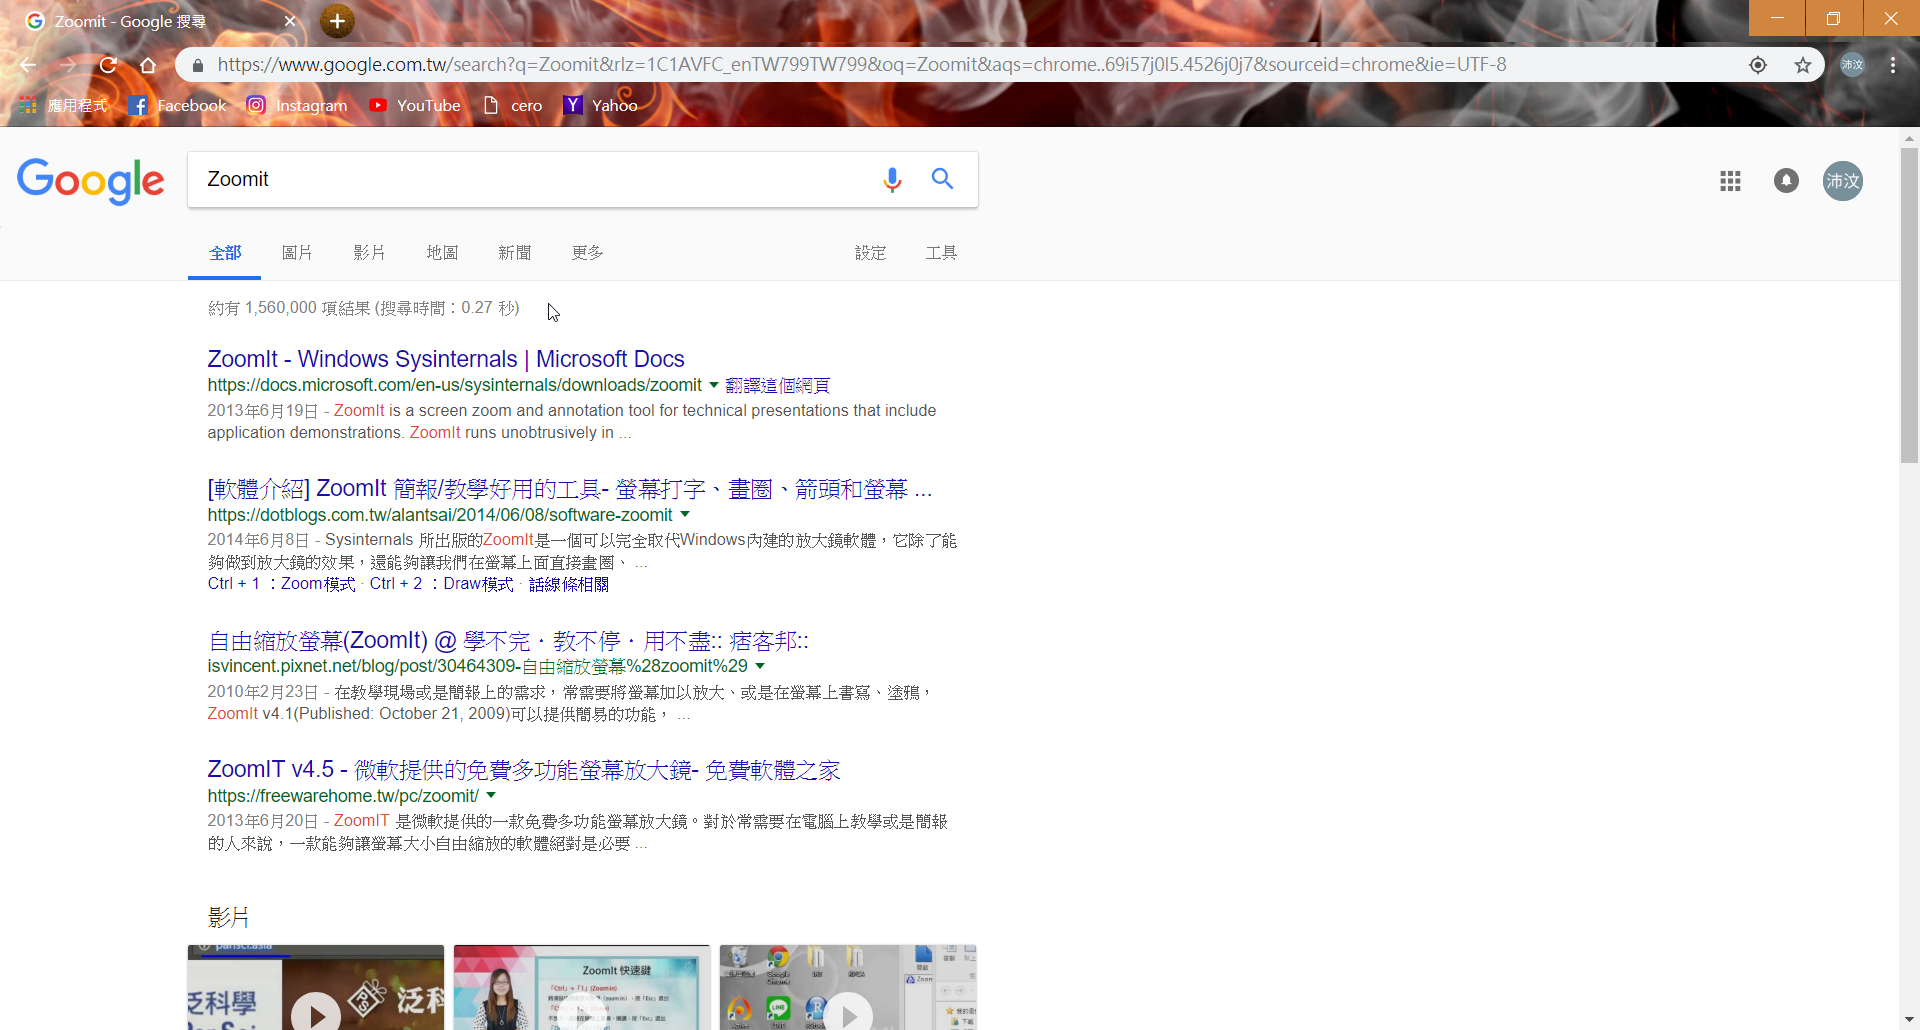 Zoomit - Google 搜尋
https://www.google.com.tw/search?q=Zoomit&rlz=1C1AVFC_enTW799TW799&oq=Zoomit&aqs=chrome..69i57j0l5.4526j0j7&sourceid=chrome&ie=UTF-8
沛汶
應用程式 Facebook Instagram YouTube cero Yahoo
Google
Zoomit
沛汶
全部 圖片 影片 地圖 新聞 更多 設定 工具
約有 1,560,000 項結果 (搜尋時間：0.27 秒)
ZoomIt - Windows Sysinternals | Microsoft Docs
https://docs.microsoft.com/en-us/sysinternals/downloads/zoomit 翻譯這個網頁
2013年6月19日 - ZoomIt is a screen zoom and annotation tool for technical presentations that include
application demonstrations. ZoomIt runs unobtrusively in ...
[軟體介紹] ZoomIt 簡報/教學好用的工具- 螢幕打字、畫圈、箭頭和螢幕 ...
https://dotblogs.com.tw/alantsai/2014/06/08/software-zoomit
2014年6月8日 - Sysinternals 所出版的ZoomIt是一個可以完全取代Windows內建的放大鏡軟體，它除了能
夠做到放大鏡的效果，還能夠讓我們在螢幕上面直接畫圈、 ...
Ctrl + 1 ：Zoom模式 · Ctrl + 2 ：Draw模式 · 話線條相關
自由縮放螢幕(ZoomIt) @ 學不完．教不停．用不盡:: 痞客邦::
isvincent.pixnet.net/blog/post/30464309-自由縮放螢幕%28zoomit%29
2010年2月23日 - 在教學現場或是簡報上的需求，常需要將螢幕加以放大、或是在螢幕上書寫、塗鴉，
ZoomIt v4.1(Published: October 21, 2009)可以提供簡易的功能， ...
ZoomIT v4.5 - 微軟提供的免費多功能螢幕放大鏡- 免費軟體之家
https://freewarehome.tw/pc/zoomit/
2013年6月20日 - ZoomIT 是微軟提供的一款免費多功能螢幕放大鏡。對於常需要在電腦上教學或是簡報
的人來說，一款能夠讓螢幕大小自由縮放的軟體絕對是必要 ...
影片
pansci.asia
泛科學
泛科
ZoomIt 快速鍵
「Ctrl」+「1」(Zoom in)
Google
Chrome
LINE